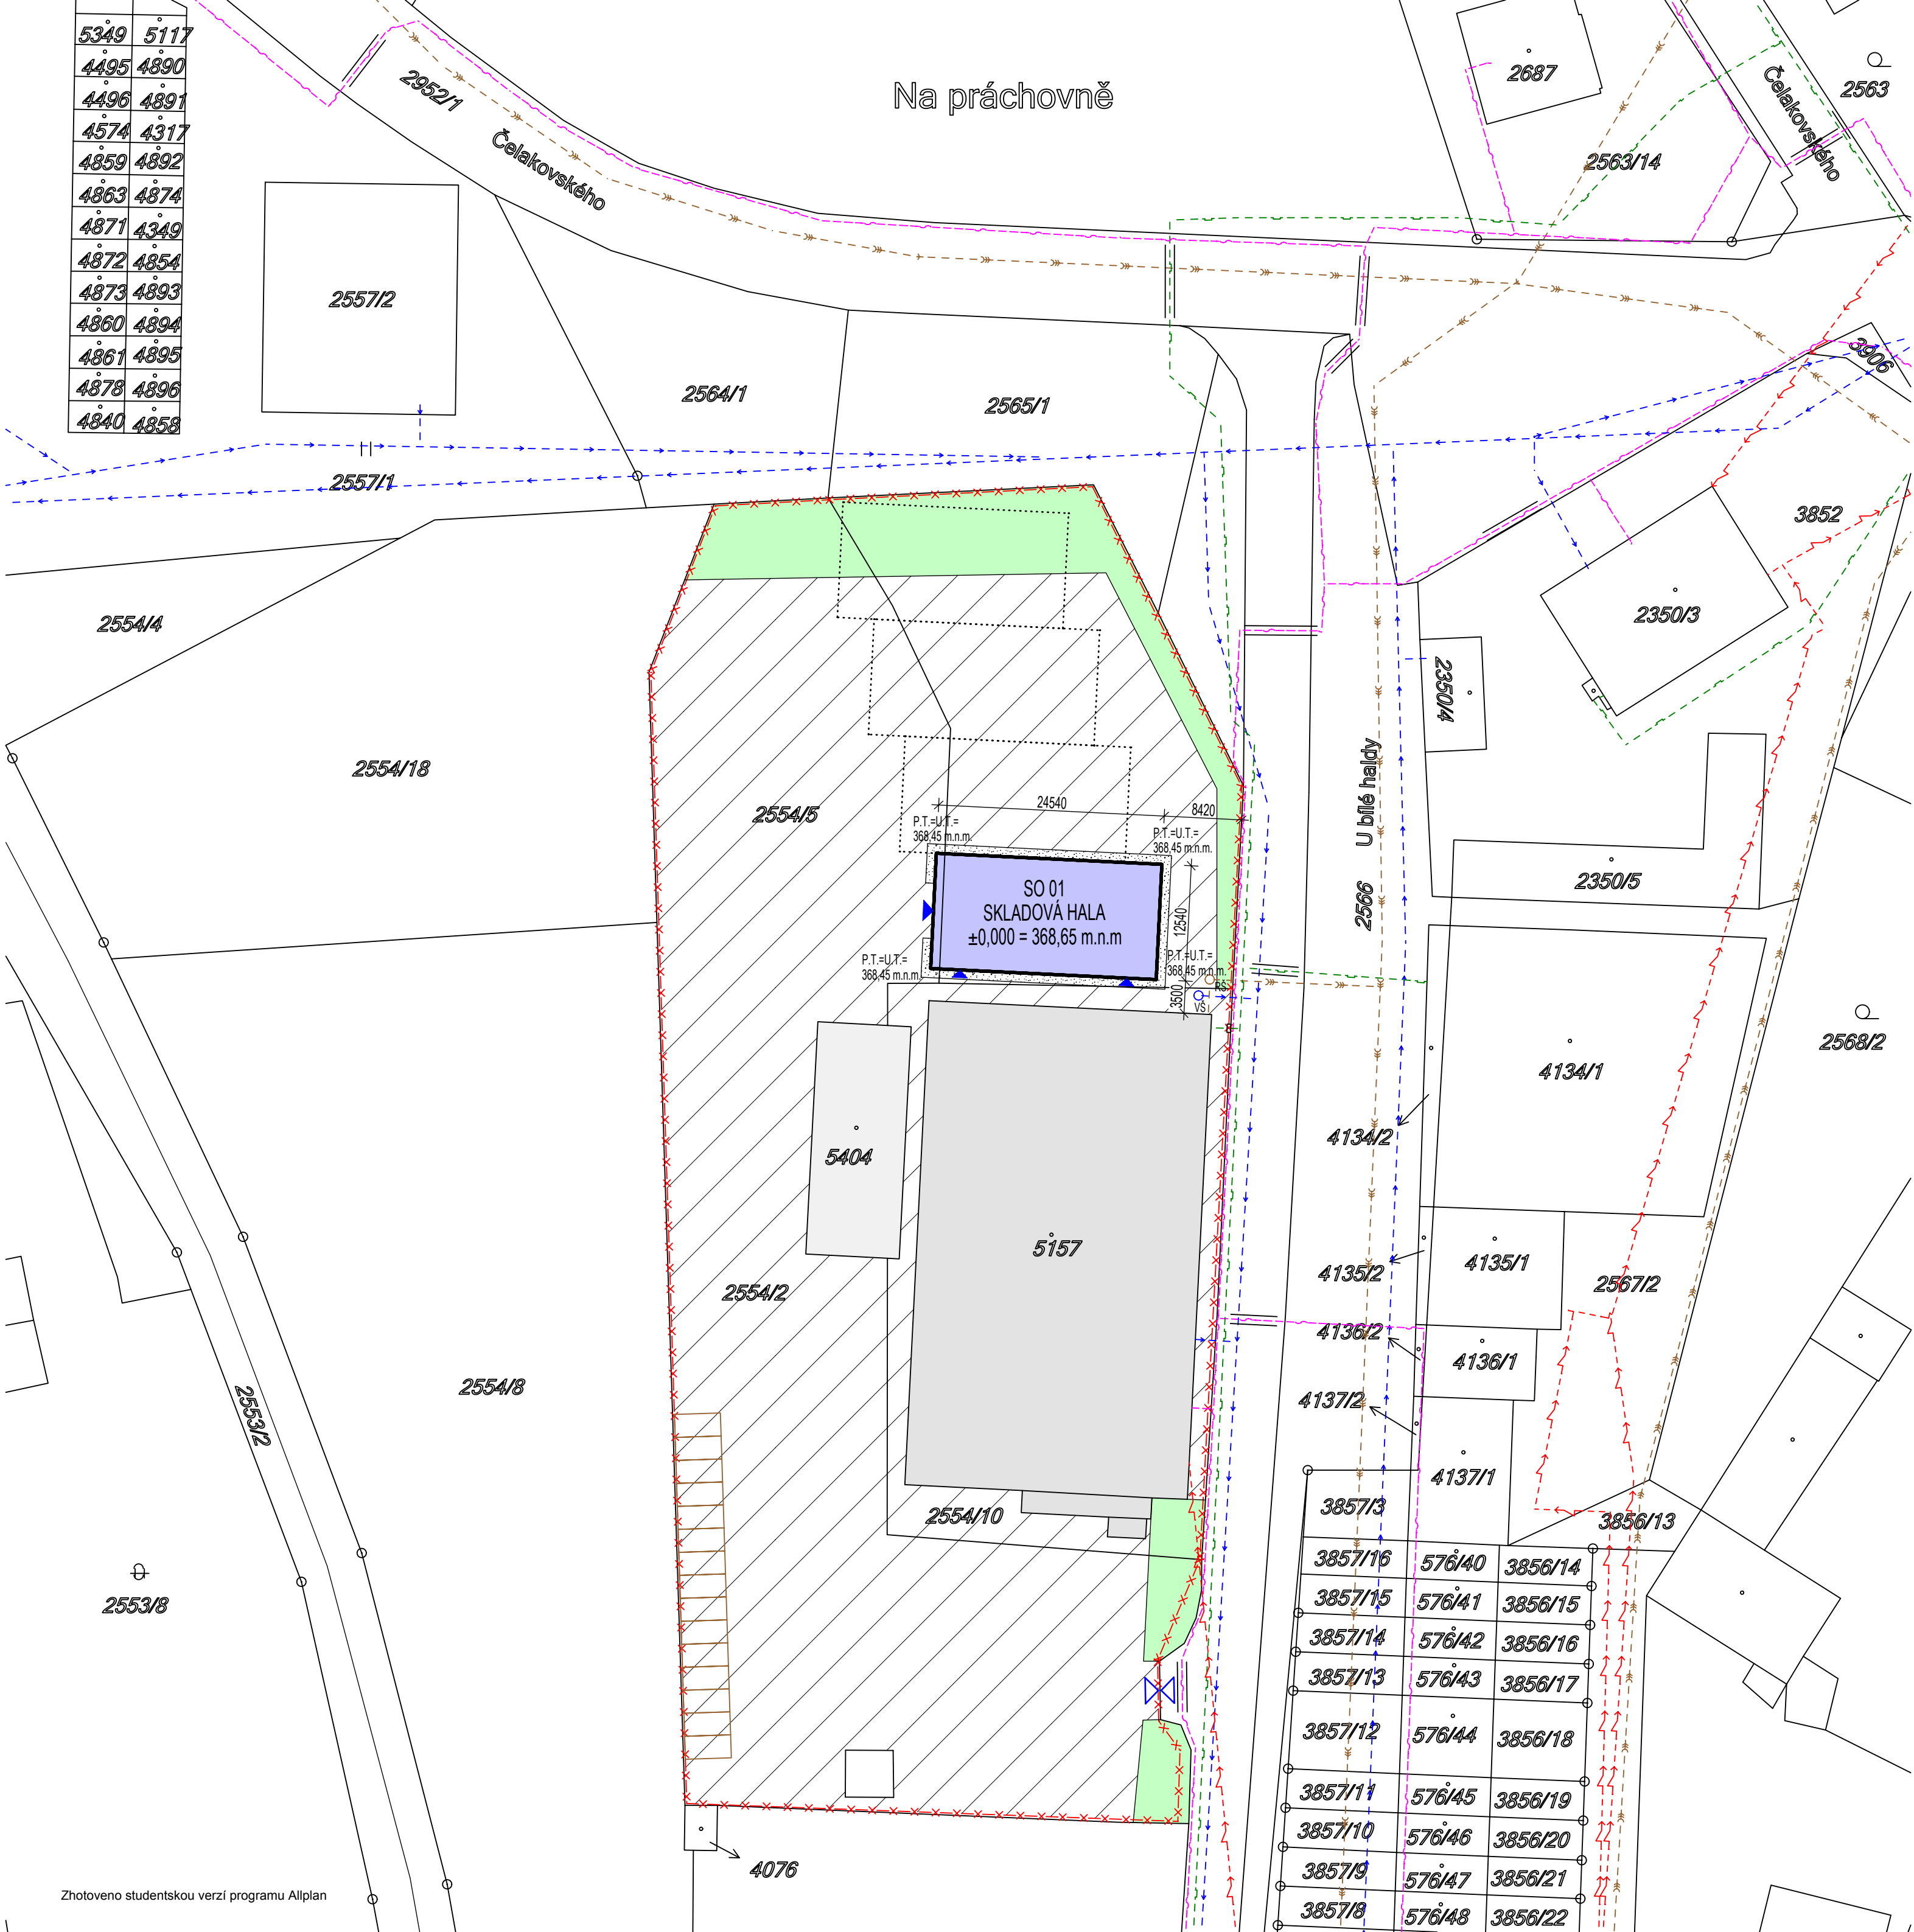 5349 5117
4495 4890
4496 4891
4574 4317
4859 4892
4863 4874
4871 4349
4872 4854
4873 4893
4860 4894
4861 4895
4878 4896
4840 4858
2952/1
Čelakovského
Na práchovně
2687
2563/14
Čelakovského
2563
3906
2557/2
2564/1
2565/1
2557/1
3852
2554/4
2350/3
2350/4
2554/18
2554/5
U bílé haldy
2566
24540
8420
P.T.=U.T.=
368,45 m.n.m.
P.T.=U.T.=
368,45 m.n.m.
SO 01
SKLADOVÁ HALA
±0,000 = 368,65 m.n.m
12540
P.T.=U.T.=
368,45 m.n.m.
P.T.=U.T.=
368,45 m.n.m.
RŠ
VŠ
3500
2350/5
2568/2
4134/1
4134/2
5404
5157
4135/1
4135/2
2567/2
2554/2
4136/2
4136/1
2554/8
2553/2
4137/2
4137/1
2554/10
3857/3
3856/13
3857/16 576/40 3856/14
3857/15 576/41 3856/15
3857/14 576/42 3856/16
3857/13 576/43 3856/17
3857/12 576/44 3856/18
3857/11 576/45 3856/19
3857/10 576/46 3856/20
3857/9 576/47 3856/21
3857/8 576/48 3856/22
2553/8
4076
Zhotoveno studentskou verzí programu Allplan